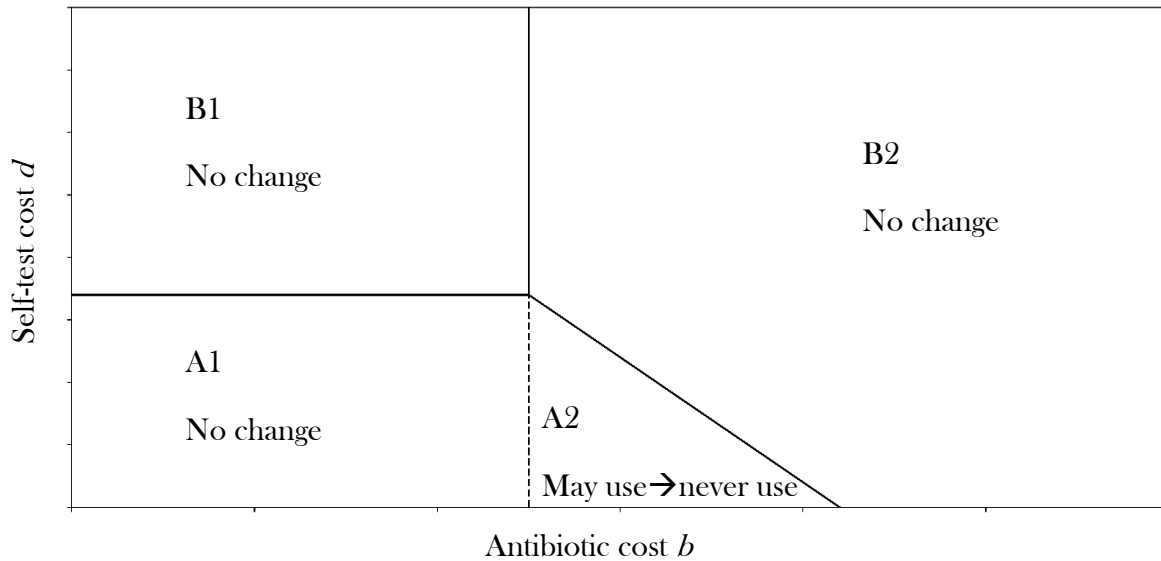 B1
No change
B2
No change
A1
No change
A2
May use→never use
Self-test cost d
Antibiotic cost b